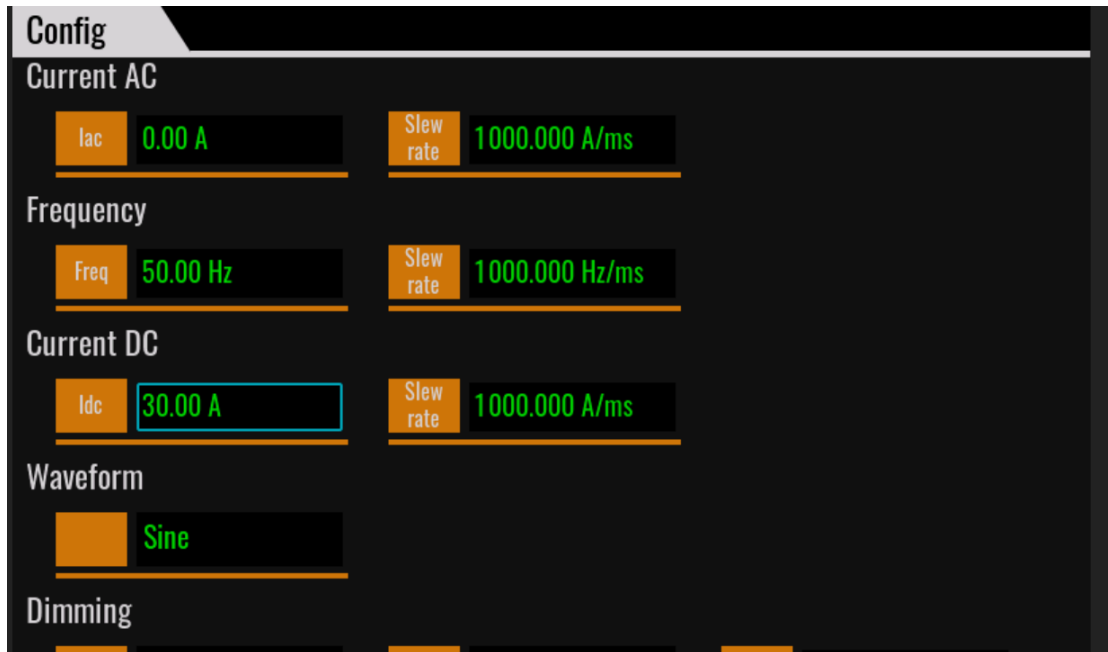 Config
Current AC
Iac 0.00 A Slew rate 1000.000 A/ms
Frequency
Freq 50.00 Hz Slew rate 1000.000 Hz/ms
Current DC
Idc 30.00 A Slew rate 1000.000 A/ms
Waveform
Sine
Dimming